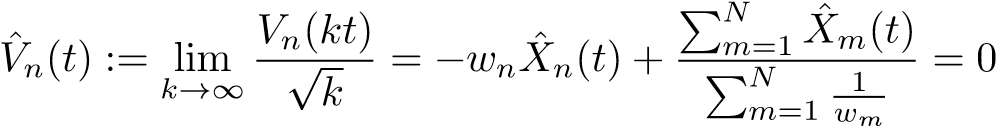 $\hat{V}_n(t) := \lim_{k \to \infty} \frac{V_n(kt)}{\sqrt{k}} = -w_n \hat{X}_n(t) + \frac{\sum_{m=1}^{N} \hat{X}_m(t)}{\sum_{m=1}^{N} \frac{1}{w_m}} = 0$